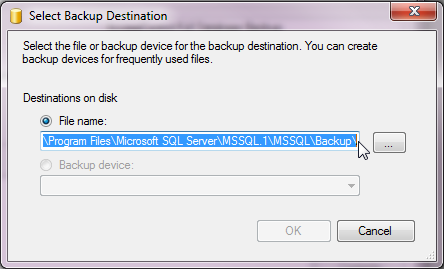 Select Backup Destination
Select the file or backup device for the backup destination. You can create
backup devices for frequently used files.
Destinations on disk
File name:
\Program Files\Microsoft SQL Server\MSSQL.1\MSSQL\Backup\
...
Backup device:
OK
Cancel